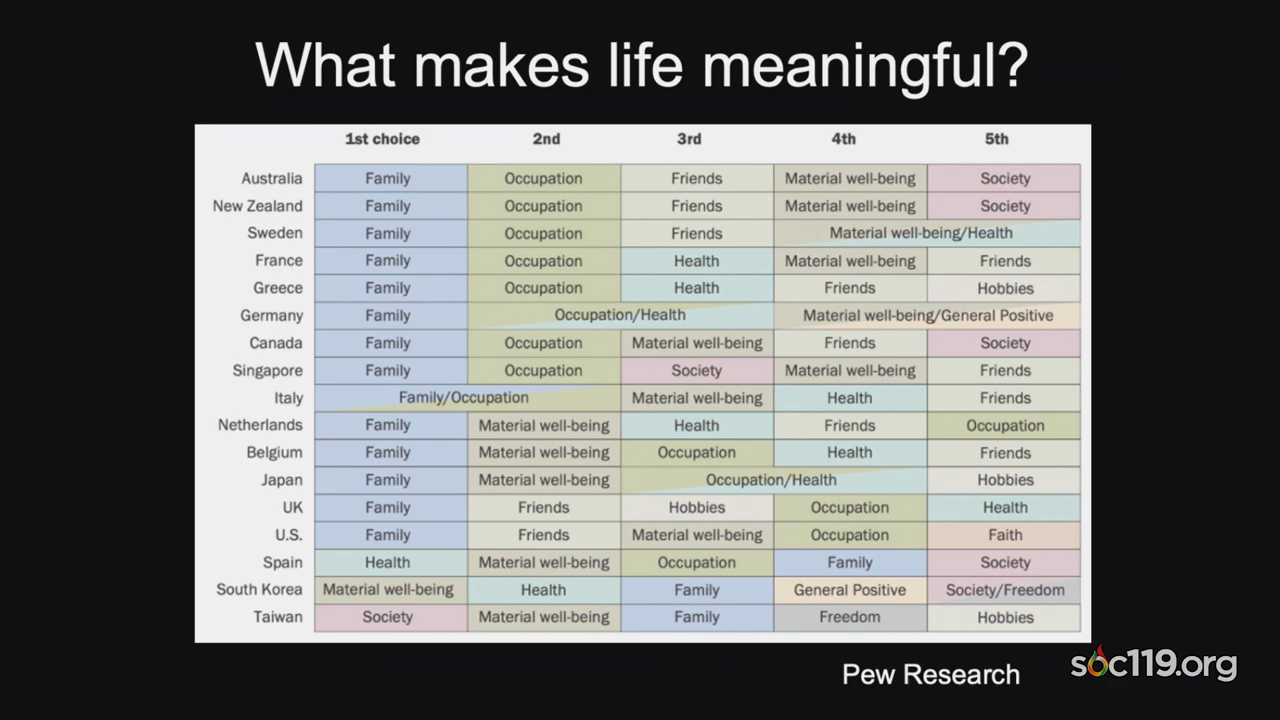 What makes life meaningful?
1st choice 2nd 3rd 4th 5th
Australia Family Occupation Friends Material well-being Society
New Zealand Family Occupation Friends Material well-being Society
Sweden Family Occupation Friends Material well-being/Health
France Family Occupation Health Material well-being Friends
Greece Family Occupation Health Friends Hobbies
Germany Family Occupation/Health Material well-being/General Positive
Canada Family Occupation Material well-being Friends Society
Singapore Family Occupation Society Material well-being Friends
Italy Family/Occupation Material well-being Health Friends
Netherlands Family Material well-being Health Friends Occupation
Belgium Family Material well-being Occupation Health Friends
Japan Family Material well-being Occupation/Health Hobbies
UK Family Friends Hobbies Occupation Health
U.S. Family Friends Material well-being Occupation Faith
Spain Health Material well-being Occupation Family Society
South Korea Material well-being Health Family General Positive Society/Freedom
Taiwan Society Material well-being Family Freedom Hobbies
Pew Research
soc119.org